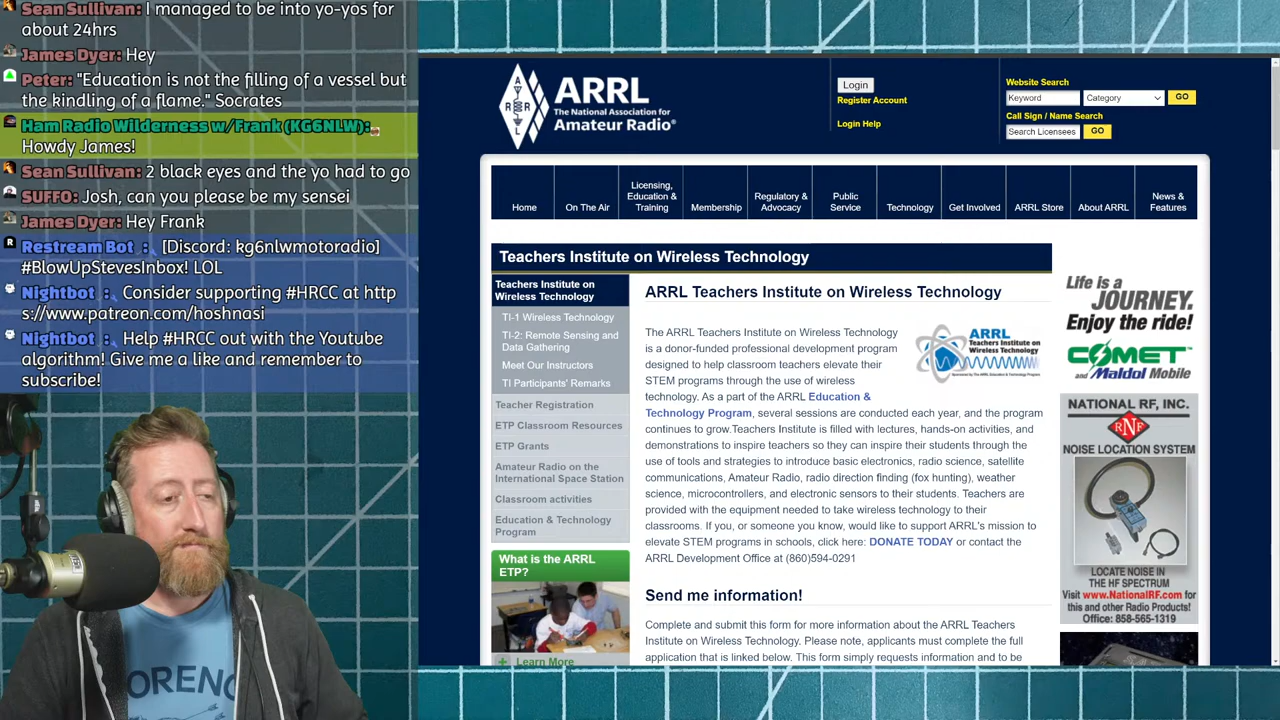 Sean Sullivan: I managed to be into yo-yos for
about 24hrs
James Dyer: Hey
Peter: "Education is not the filling of a vessel but
the kindling of a flame." Socrates
Ham Radio Wilderness w/Frank (KG6NLW):
Howdy James!
Sean Sullivan: 2 black eyes and the yo had to go
SUFFO: Josh, can you please be my sensei
James Dyer: Hey Frank
Restream Bot : [Discord: kg6nlwmotoradio]
#BlowUpStevesInbox! LOL
Nightbot : Consider supporting #HRCC at http
s://www.patreon.com/hoshnasi
Nightbot : Help #HRCC out with the Youtube
algorithm! Give me a like and remember to
subscribe!
ARRL
The National Association for
Amateur Radio®
Login
Register Account
Login Help
Website Search
Keyword
Category
GO
Call Sign / Name Search
Search Licensees
GO
Home
On The Air
Licensing,
Education &
Training
Membership
Regulatory &
Advocacy
Public
Service
Technology
Get Involved
ARRL Store
About ARRL
News &
Features
Teachers Institute on Wireless Technology
Teachers Institute on
Wireless Technology
TI-1 Wireless Technology
TI-2: Remote Sensing and
Data Gathering
Meet Our Instructors
TI Participants' Remarks
Teacher Registration
ETP Classroom Resources
ETP Grants
Amateur Radio on the
International Space Station
Classroom activities
Education & Technology
Program
What is the ARRL
ETP?
Learn More
ARRL Teachers Institute on Wireless Technology
The ARRL Teachers Institute on Wireless Technology
is a donor-funded professional development program
designed to help classroom teachers elevate their
STEM programs through the use of wireless
technology. As a part of the ARRL Education &
Technology Program, several sessions are conducted each year, and the program
continues to grow.Teachers Institute is filled with lectures, hands-on activities, and
demonstrations to inspire teachers so they can inspire their students through the
use of tools and strategies to introduce basic electronics, radio science, satellite
communications, Amateur Radio, radio direction finding (fox hunting), weather
science, microcontrollers, and electronic sensors to their students. Teachers are
provided with the equipment needed to take wireless technology to their
classrooms. If you, or someone you know, would like to support ARRL's mission to
elevate STEM programs in schools, click here: DONATE TODAY or contact the
ARRL Development Office at (860)594-0291
ARRL
Teachers Institute on
Wireless Technology
Send me information!
Complete and submit this form for more information about the ARRL Teachers
Institute on Wireless Technology. Please note, applicants must complete the full
application that is linked below. This form simply requests information and to be
Life is a
JOURNEY.
Enjoy the ride!
COMET™
and Maldol Mobile
NATIONAL RF, INC.
RNF
NOISE LOCATION SYSTEM
LOCATE NOISE IN
THE HF SPECTRUM
Visit www.NationalRF.com for
this and other Radio Products!
Office: 858-565-1319
ORENC